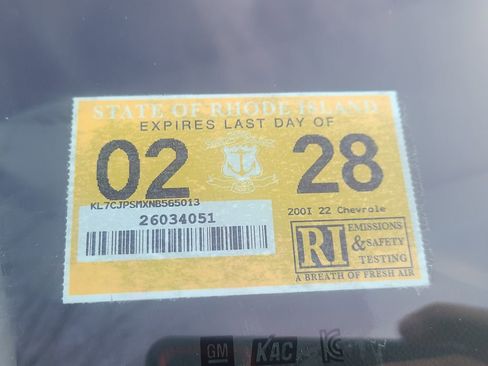 STATE OF RHODE ISLAND
EXPIRES LAST DAY OF
02 28
KL7CJPSMXNB565013
26034051
200I 22 Chevrole
RI EMISSIONS
& SAFETY
TESTING
A BREATH OF FRESH AIR
GM KAC